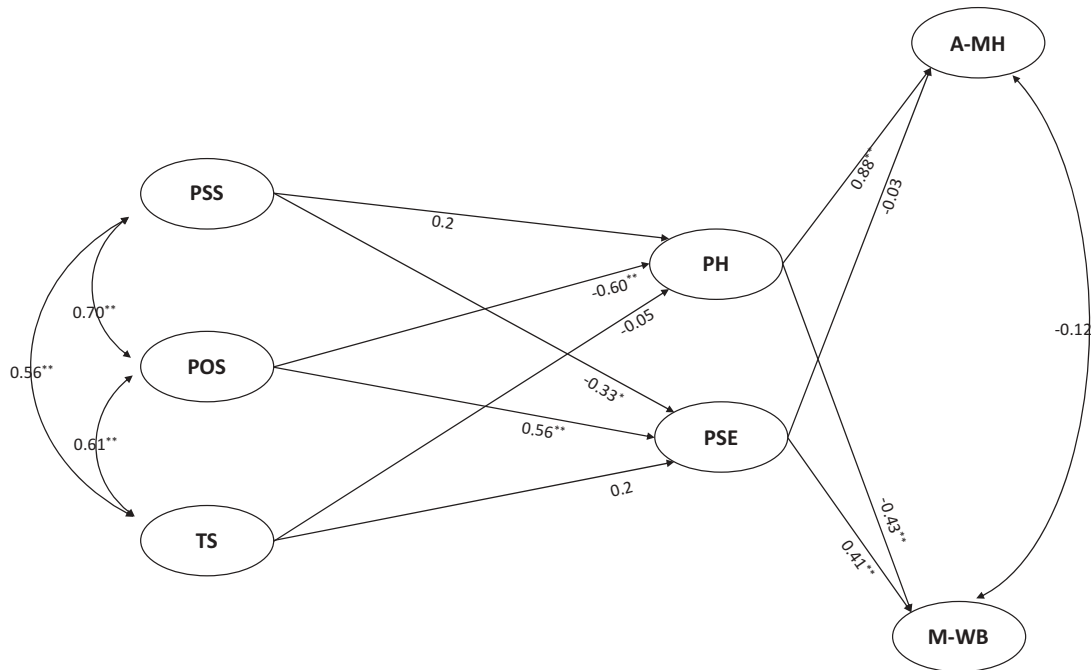 A-MH
PSS
0.2
0.88**
-0.03
PH
0.70**
-0.60**
-0.05
-0.12
POS
0.56**
-0.33*
0.61**
0.56**
PSE
0.2
-0.43**
TS
0.41**
M-WB